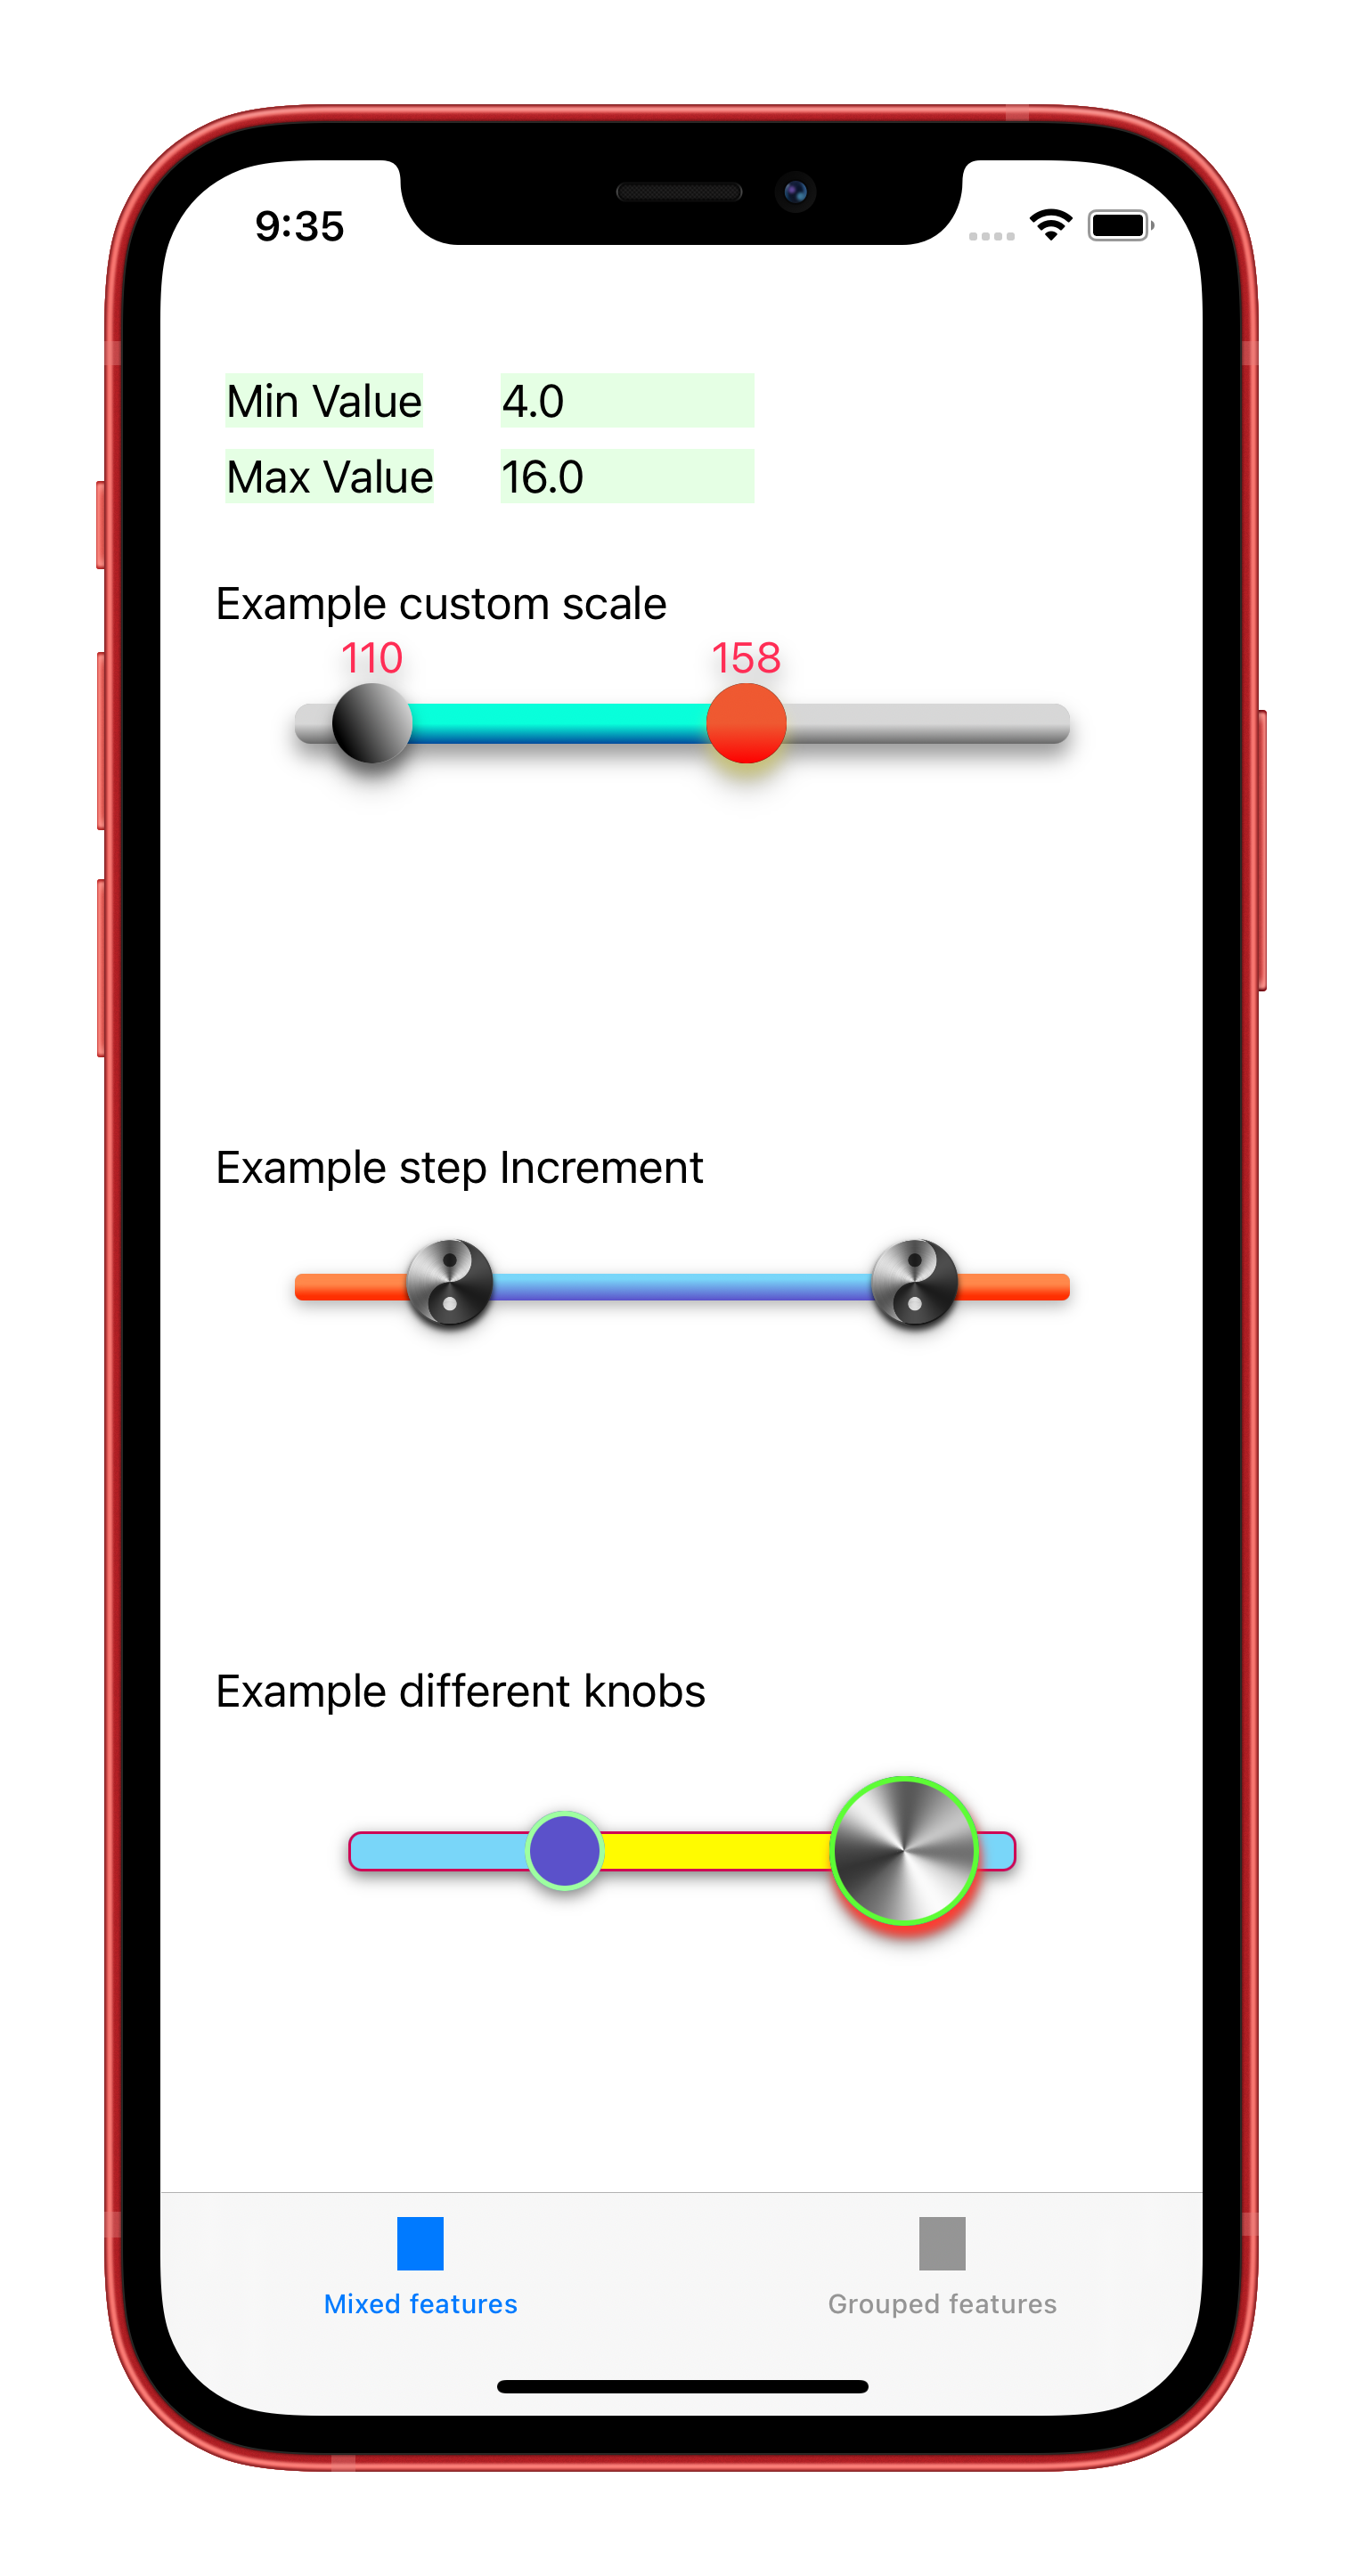 9:35
Min Value 4.0
Max Value 16.0
Example custom scale
110 158
Example step Increment
Example different knobs
Mixed features Grouped features